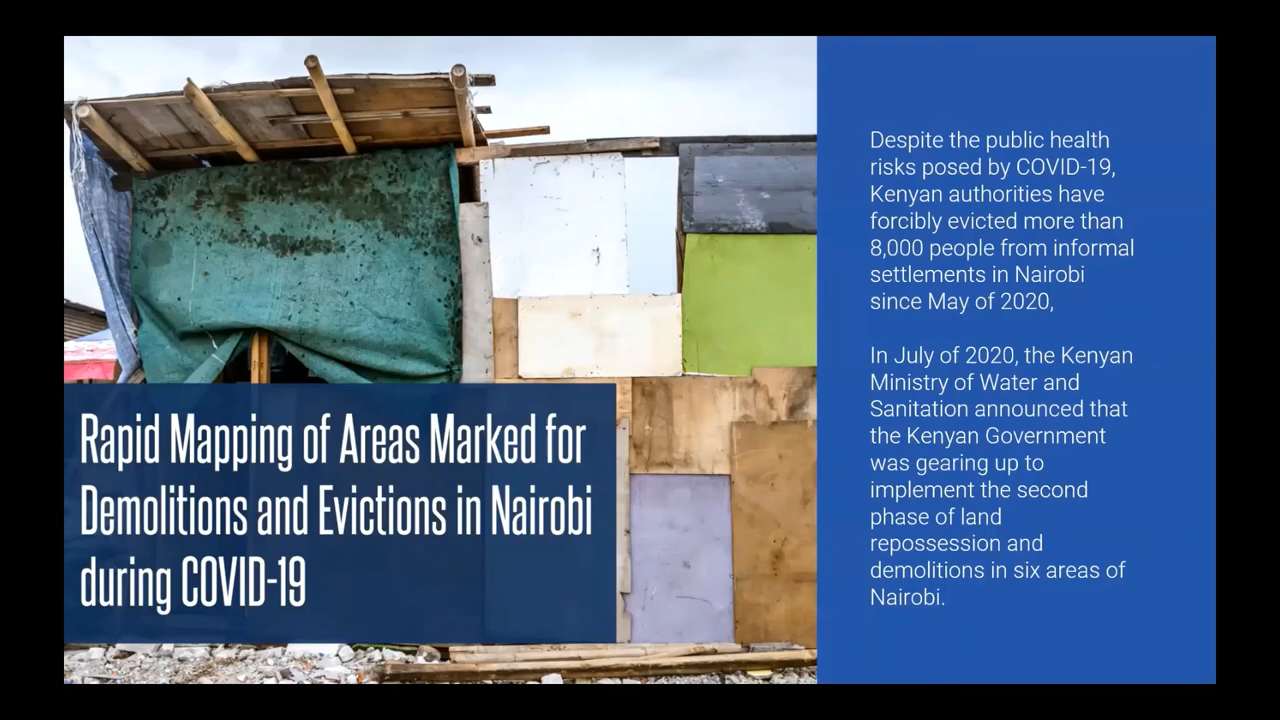 Rapid Mapping of Areas Marked for
Demolitions and Evictions in Nairobi
during COVID-19
Despite the public health
risks posed by COVID-19,
Kenyan authorities have
forcibly evicted more than
8,000 people from informal
settlements in Nairobi
since May of 2020,
In July of 2020, the Kenyan
Ministry of Water and
Sanitation announced that
the Kenyan Government
was gearing up to
implement the second
phase of land
repossession and
demolitions in six areas of
Nairobi.